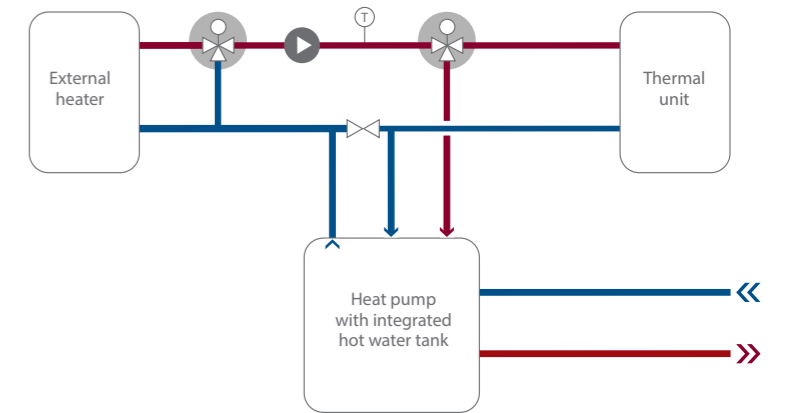 T
External
heater
Thermal
unit
Heat pump
with integrated
hot water tank